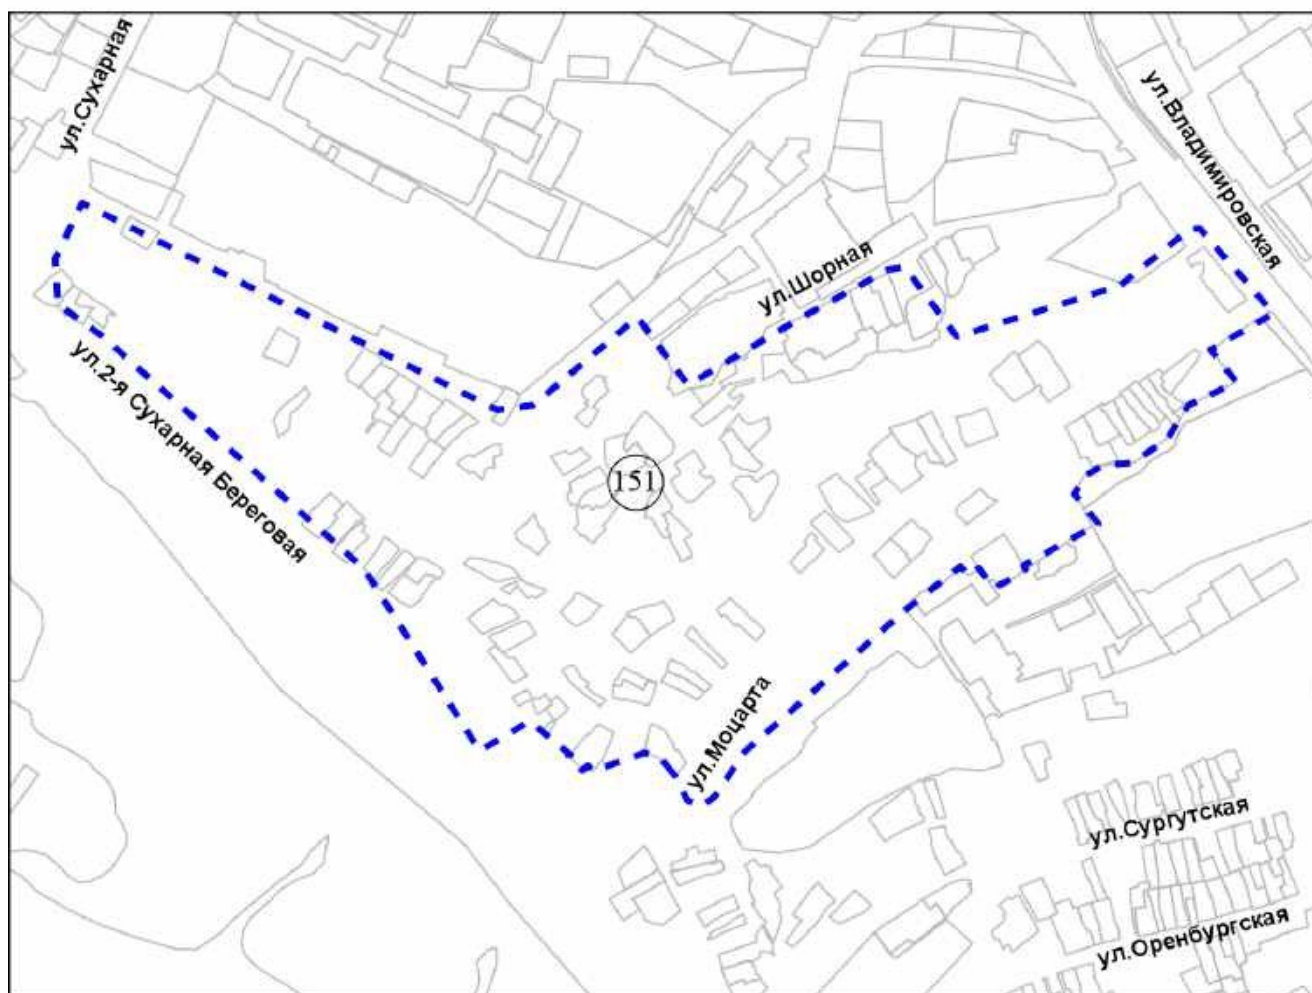 ул.Сухарная
ул.Владимировская
ул.Шорная
ул.2-я Сухарная Береговая
151
ул.Моцарта
ул.Сургутская
ул.Оренбургская